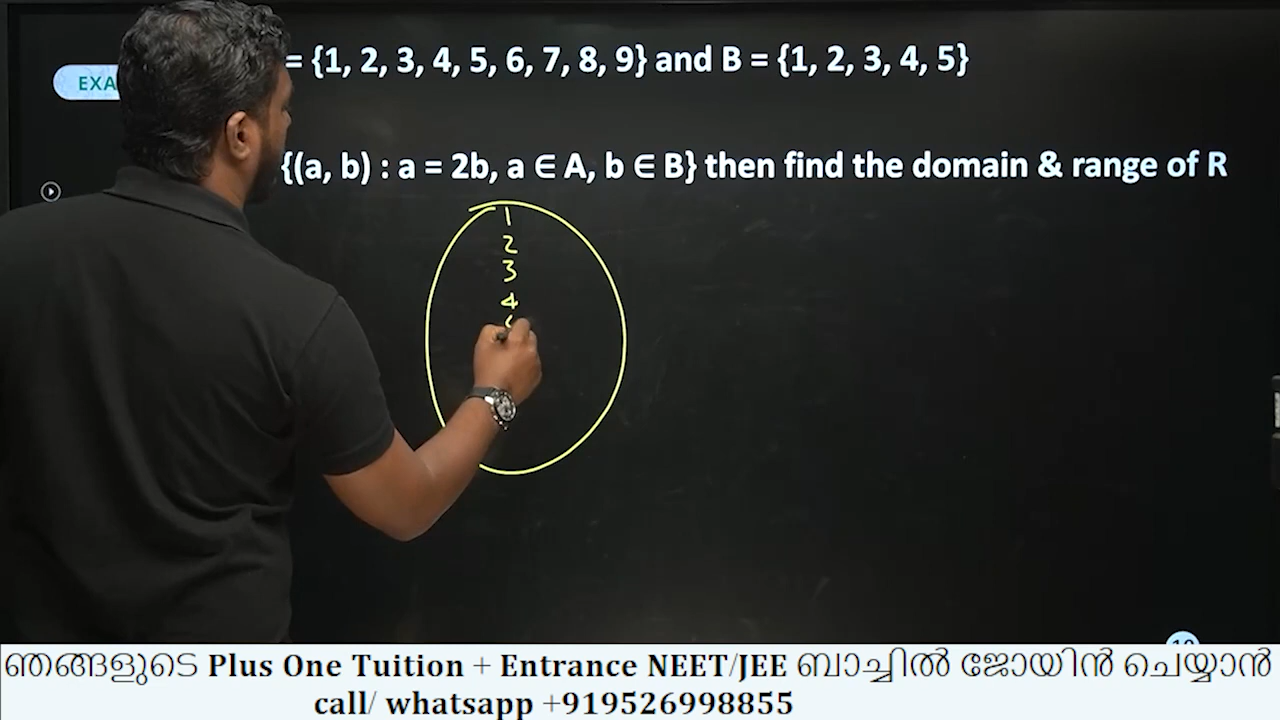 EXA
= {1, 2, 3, 4, 5, 6, 7, 8, 9} and B = {1, 2, 3, 4, 5}
{(a, b) : a = 2b, a ∈ A, b ∈ B} then find the domain & range of R
1
2
3
4
ഞങ്ങളുടെ Plus One Tuition + Entrance NEET/JEE ബാച്ചിൽ ജോയിൻ ചെയ്യാൻ
call/ whatsapp +919526998855